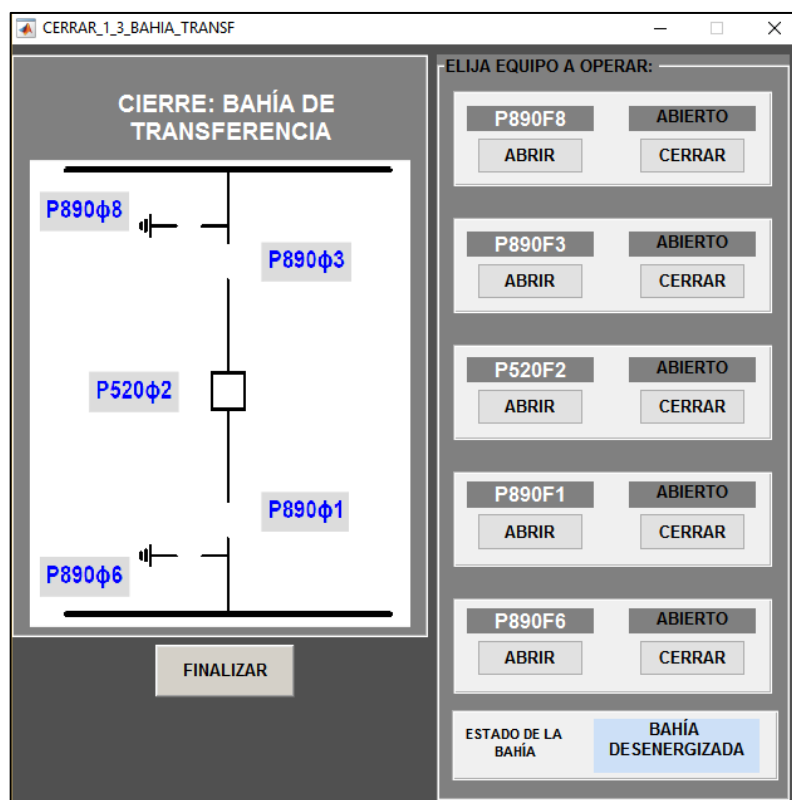 CERRAR_1_3_BAHIA_TRANSF
CIERRE: BAHÍA DE
TRANSFERENCIA
P890ϕ8
P890ϕ3
P520ϕ2
P890ϕ1
P890ϕ6
FINALIZAR
ELIJA EQUIPO A OPERAR:
P890F8 ABIERTO
ABRIR CERRAR
P890F3 ABIERTO
ABRIR CERRAR
P520F2 ABIERTO
ABRIR CERRAR
P890F1 ABIERTO
ABRIR CERRAR
P890F6 ABIERTO
ABRIR CERRAR
ESTADO DE LA
BAHÍA
BAHÍA
DESENERGIZADA